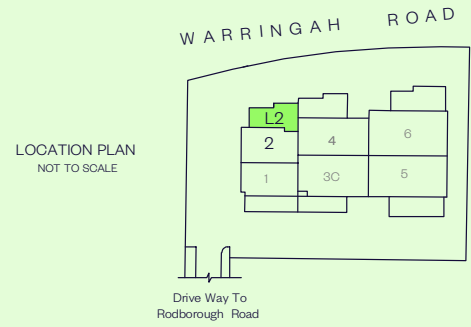 WARRINGAH ROAD
L2
6
2
4
LOCATION PLAN
NOT TO SCALE
1
3C
5
Drive Way To
Rodborough Road